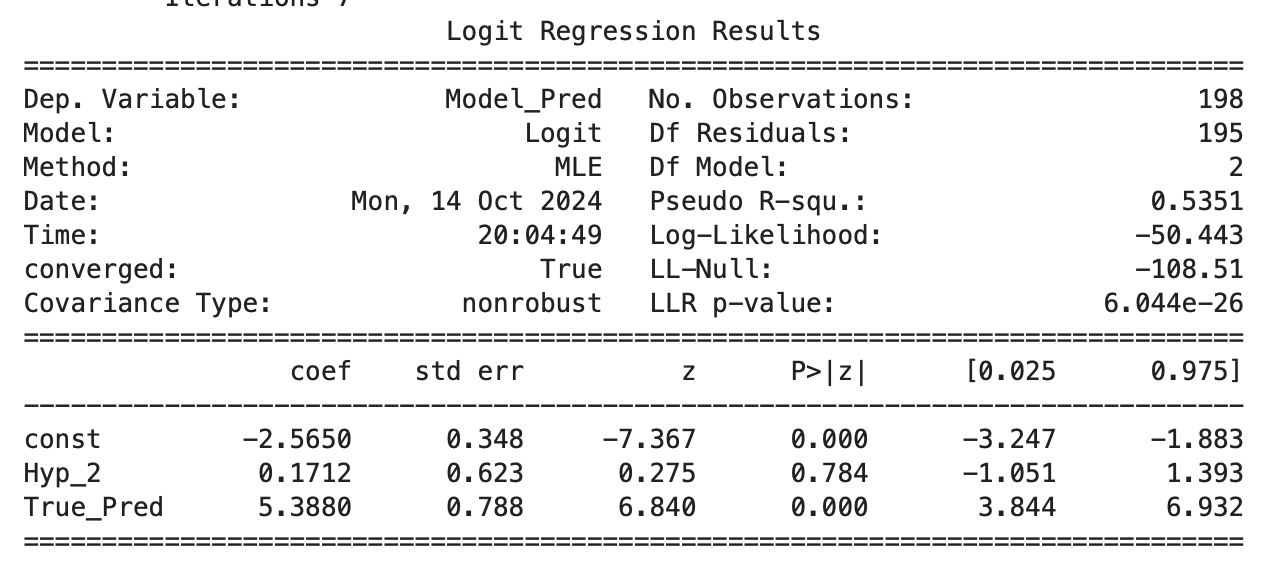 Iterations 7
Logit Regression Results
==============================================================================
Dep. Variable: Model_Pred No. Observations: 198
Model: Logit Df Residuals: 195
Method: MLE Df Model: 2
Date: Mon, 14 Oct 2024 Pseudo R-squ.: 0.5351
Time: 20:04:49 Log-Likelihood: -50.443
converged: True LL-Null: -108.51
Covariance Type: nonrobust LLR p-value: 6.044e-26
==============================================================================
coef std err z P>|z| [0.025 0.975]
------------------------------------------------------------------------------
const -2.5650 0.348 -7.367 0.000 -3.247 -1.883
Hyp_2 0.1712 0.623 0.275 0.784 -1.051 1.393
True_Pred 5.3880 0.788 6.840 0.000 3.844 6.932
==============================================================================